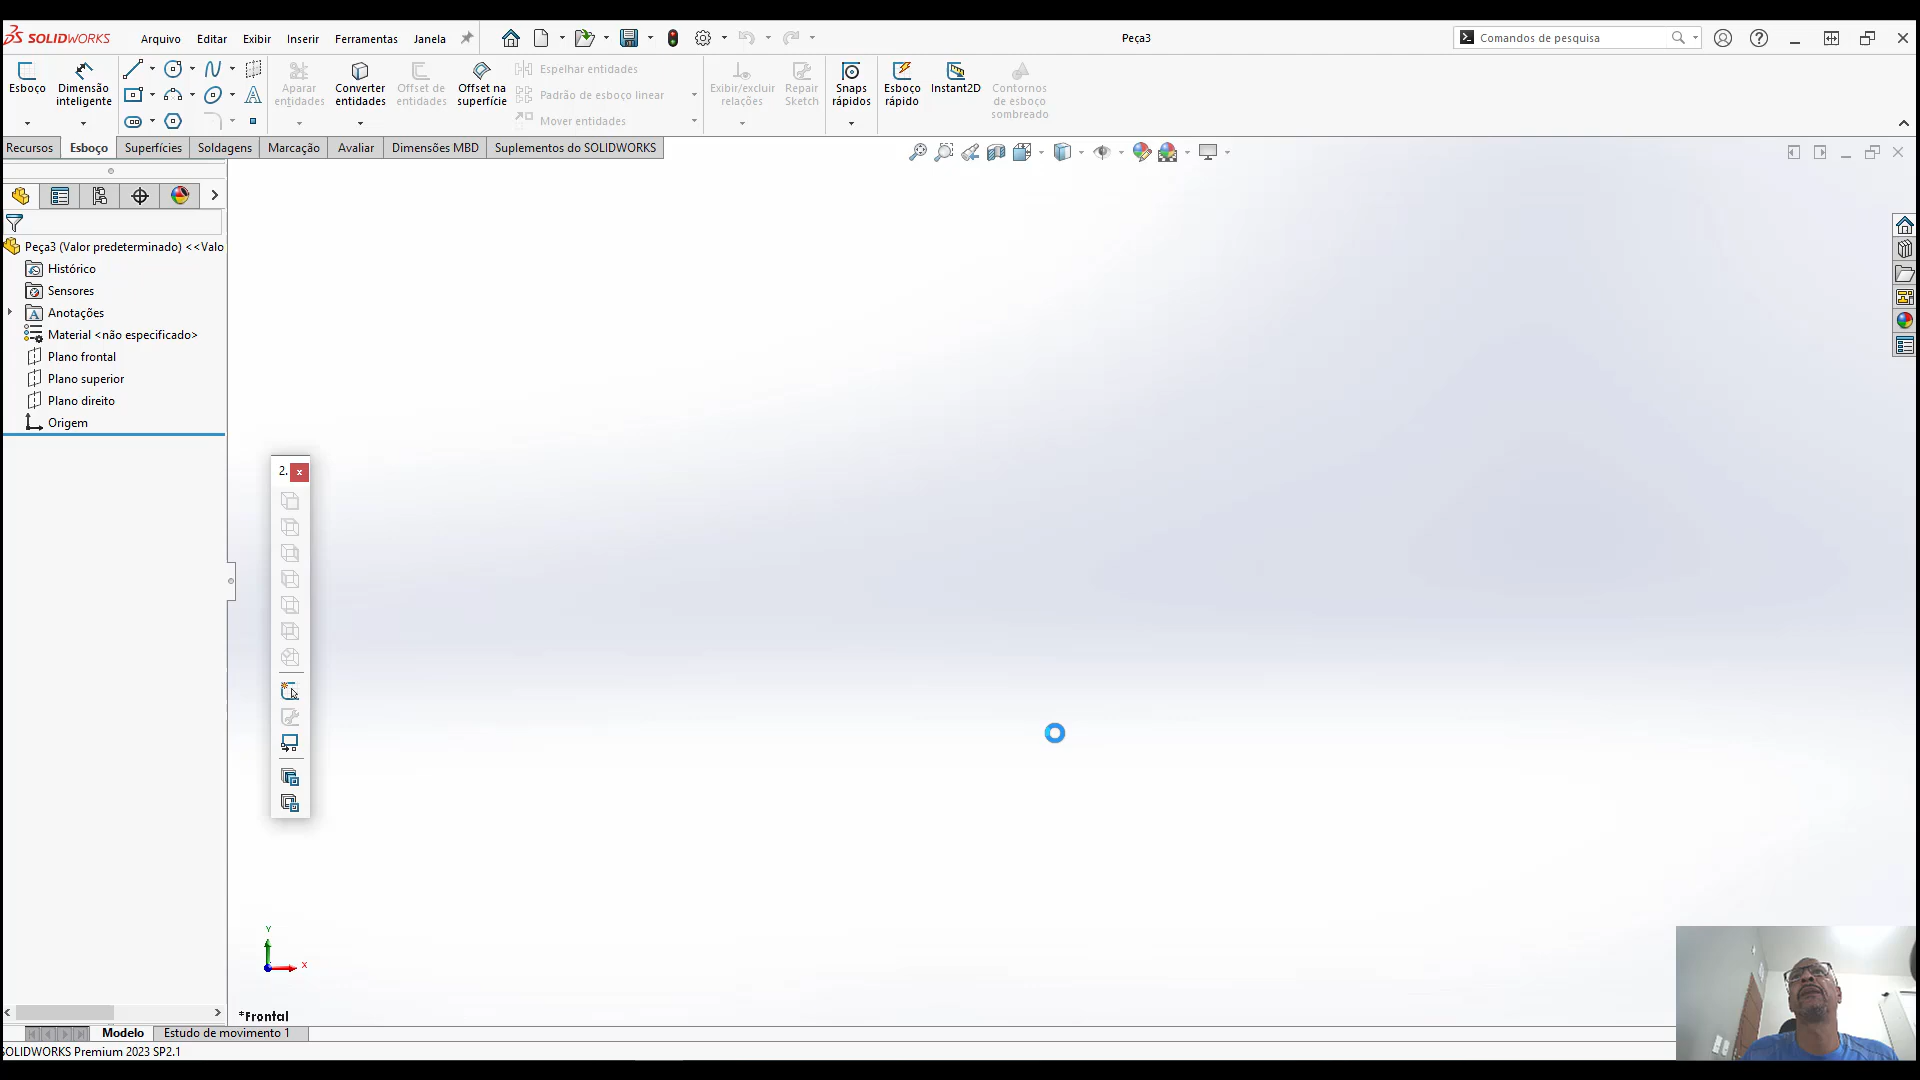 SOLIDWORKS Arquivo Editar Exibir Inserir Ferramentas Janela Peça3 Comandos de pesquisa
Esboço
Dimensão
inteligente
Aparar
entidades
Converter
entidades
Offset de
entidades
Offset na
superfície
Espelhar entidades
Padrão de esboço linear
Mover entidades
Exibir/excluir
relações
Repair
Sketch
Snaps
rápidos
Esboço
rápido
Instant2D
Contornos
de esboço
sombreado
Recursos Esboço Superfícies Soldagens Marcação Avaliar Dimensões MBD Suplementos do SOLIDWORKS
Peça3 (Valor predeterminado) <<Valo
Histórico
Sensores
Anotações
Material <não especificado>
Plano frontal
Plano superior
Plano direito
Origem
2.
Y
X
*Frontal
Modelo Estudo de movimento 1
SOLIDWORKS Premium 2023 SP2.1